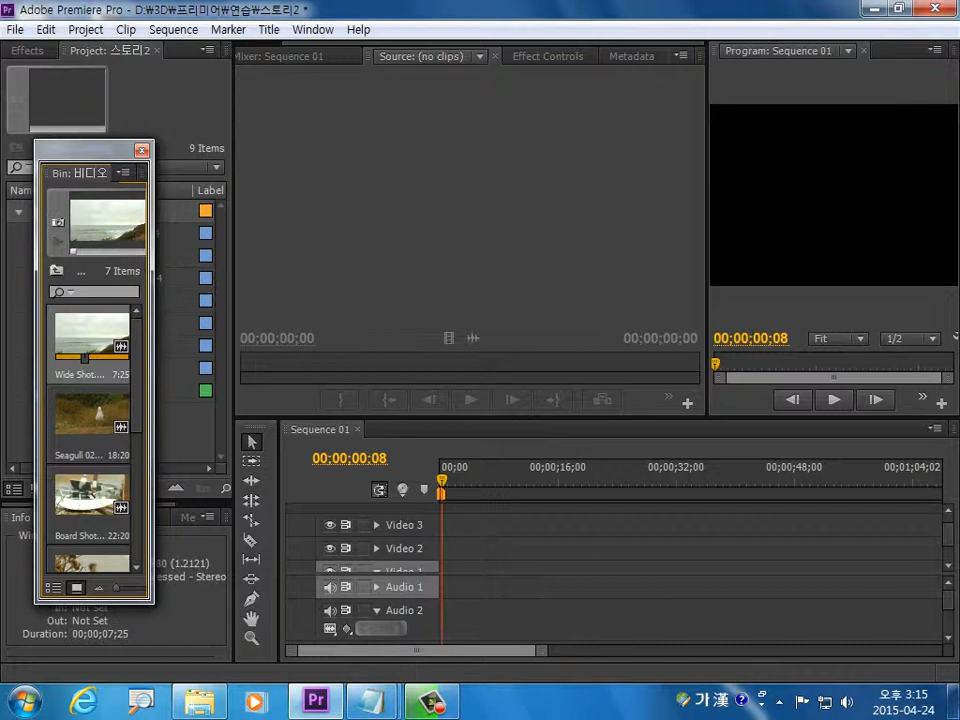 Adobe Premiere Pro - D:₩3D₩프리미어₩연습₩스토리2 *
File Edit Project Clip Sequence Marker Title Window Help
Effects Project: 스토리2
Mixer: Sequence 01 Source: (no clips) Effect Controls Metadata
Program: Sequence 01
9 Items
Label
Bin: 비디오
... 7 Items
Wide Shot.... 7:25
Seagull 02... 18:20
Board Shot... 22:20
00;00;00;00 00;00;00;00
00;00;00;08 Fit 1/2
Sequence 01
00;00;00;08
00;00 00;00;16;00 00;00;32;00 00;00;48;00 00;01;04;02
Video 3
Video 2
Audio 1
Audio 2
Info
80 (1.2121)
essed - Stereo
In: Not Set
Out: Not Set
Duration: 00;00;07;25
Pr
가 漢
오후 3:15
2015-04-24